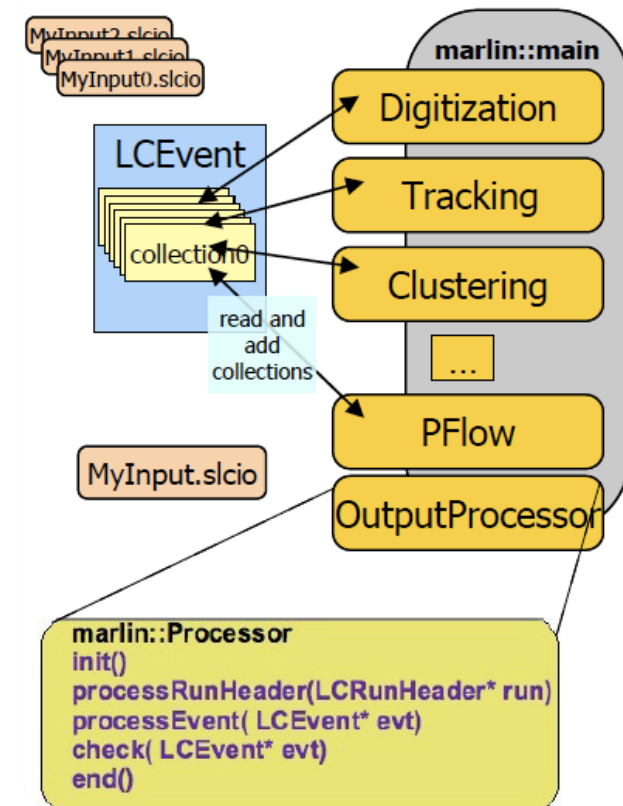 MyInput2.slcio
MyInput1.slcio
MyInput0.slcio
marlin::main
Digitization
LCEvent
Tracking
collection0
Clustering
read and
add
collections
...
PFlow
MyInput.slcio
OutputProcessor
marlin::Processor
init()
processRunHeader(LCRunHeader* run)
processEvent( LCEvent* evt)
check( LCEvent* evt)
end()